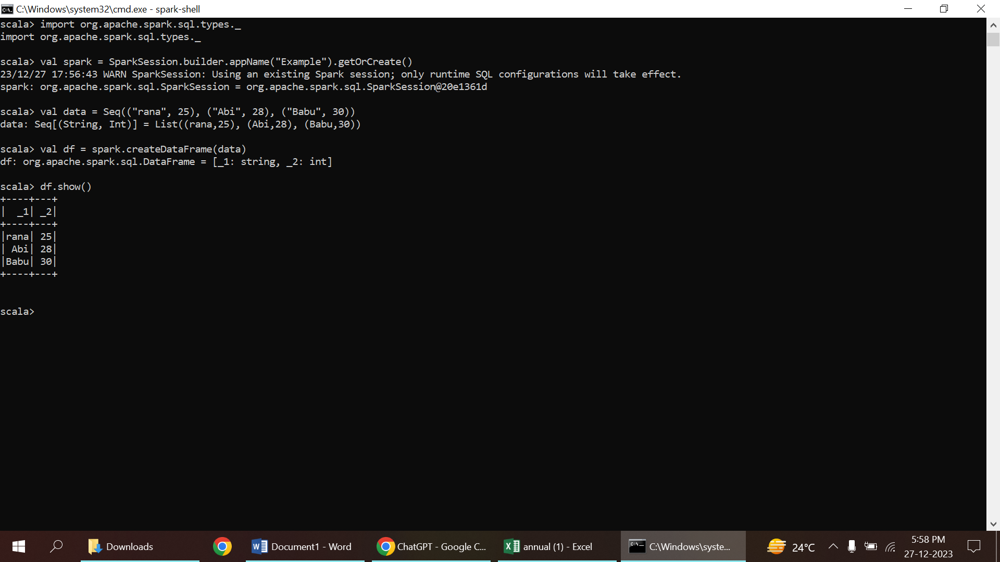 C:\Windows\system32\cmd.exe - spark-shell
scala> import org.apache.spark.sql.types._
import org.apache.spark.sql.types._
scala> val spark = SparkSession.builder.appName("Example").getOrCreate()
23/12/27 17:56:43 WARN SparkSession: Using an existing Spark session; only runtime SQL configurations will take effect.
spark: org.apache.spark.sql.SparkSession = org.apache.spark.sql.SparkSession@20e1361d
scala> val data = Seq(("rana", 25), ("Abi", 28), ("Babu", 30))
data: Seq[(String, Int)] = List((rana,25), (Abi,28), (Babu,30))
scala> val df = spark.createDataFrame(data)
df: org.apache.spark.sql.DataFrame = [_1: string, _2: int]
scala> df.show()
+----+---+
|  _1| _2|
+----+---+
|rana| 25|
| Abi| 28|
|Babu| 30|
+----+---+
scala>
Downloads
Document1 - Word
ChatGPT - Google C...
annual (1) - Excel
C:\Windows\syste...
24°C
5:58 PM
27-12-2023